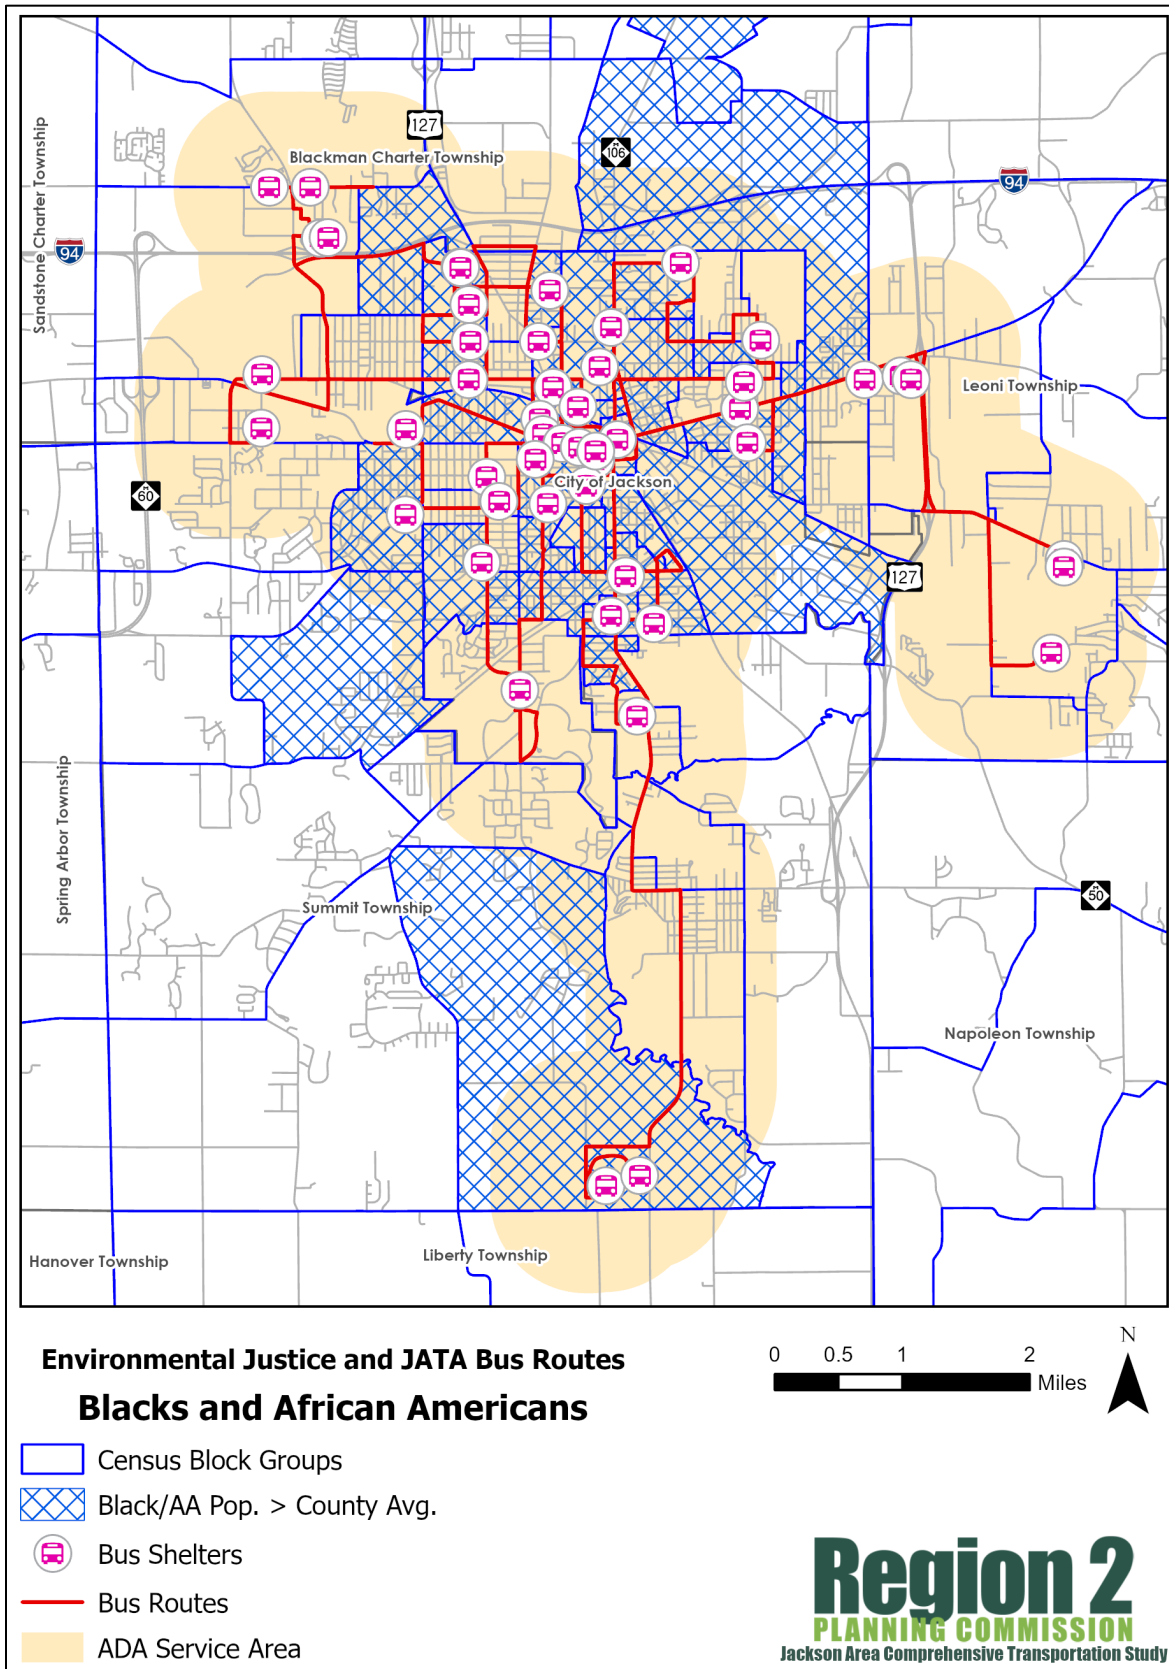 127
Blackman Charter Township
M
106
94
Sandstone Charter Township
94
Leoni Township
City of Jackson
M
60
127
Spring Arbor Township
Summit Township
M
50
Napoleon Township
Hanover Township
Liberty Township
Environmental Justice and JATA Bus Routes
Blacks and African Americans
0 0.5 1 2
Miles
N
Census Block Groups
Black/AA Pop. > County Avg.
Bus Shelters
Bus Routes
ADA Service Area
Region 2
PLANNING COMMISSION
Jackson Area Comprehensive Transportation Study